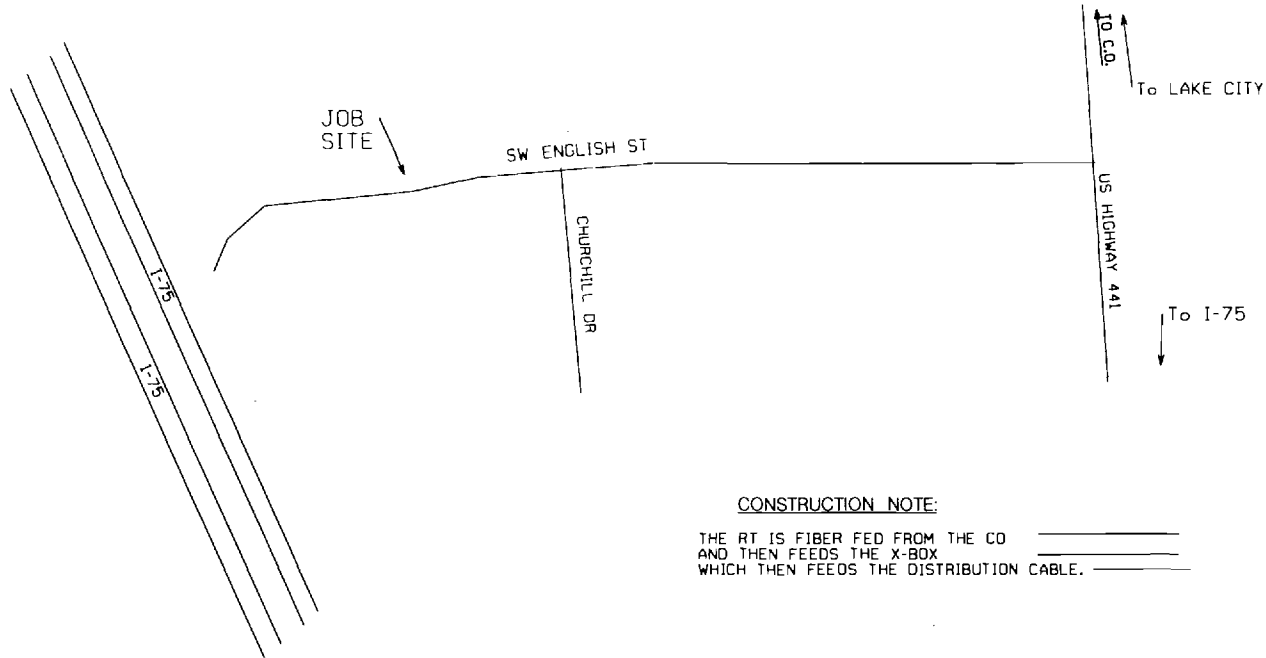 TO C.O.
To LAKE CITY
JOB
SITE
SW ENGLISH ST
US HIGHWAY 441
CHURCHILL DR
I-75
I-75
To I-75
CONSTRUCTION NOTE:
THE RT IS FIBER FED FROM THE CO
AND THEN FEEDS THE X-BOX
WHICH THEN FEEDS THE DISTRIBUTION CABLE.